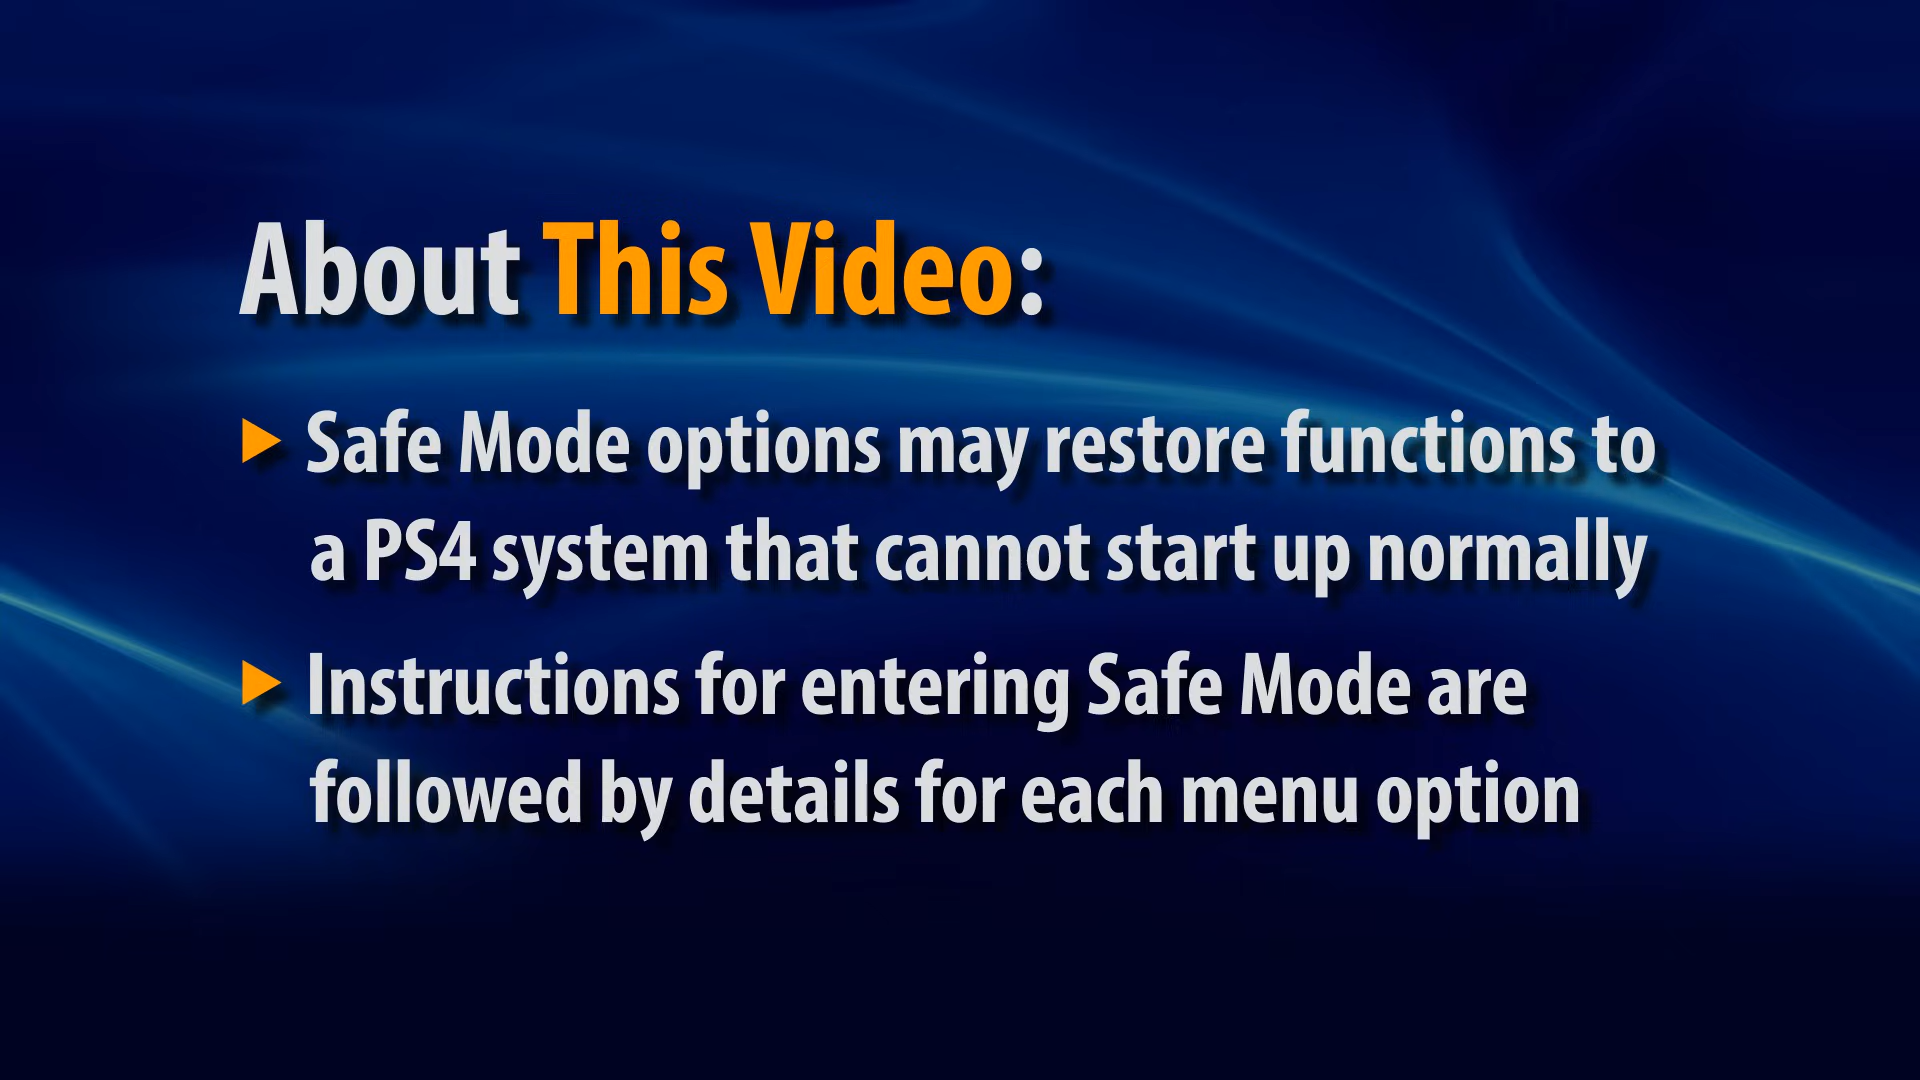 About This Video:
Safe Mode options may restore functions to
a PS4 system that cannot start up normally
Instructions for entering Safe Mode are
followed by details for each menu option